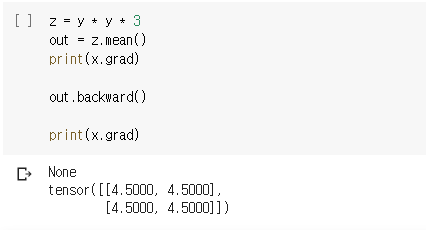 [ ] z = y * y * 3
out = z.mean()
print(x.grad)
out.backward()
print(x.grad)
None
tensor([[4.5000, 4.5000],
[4.5000, 4.5000]])